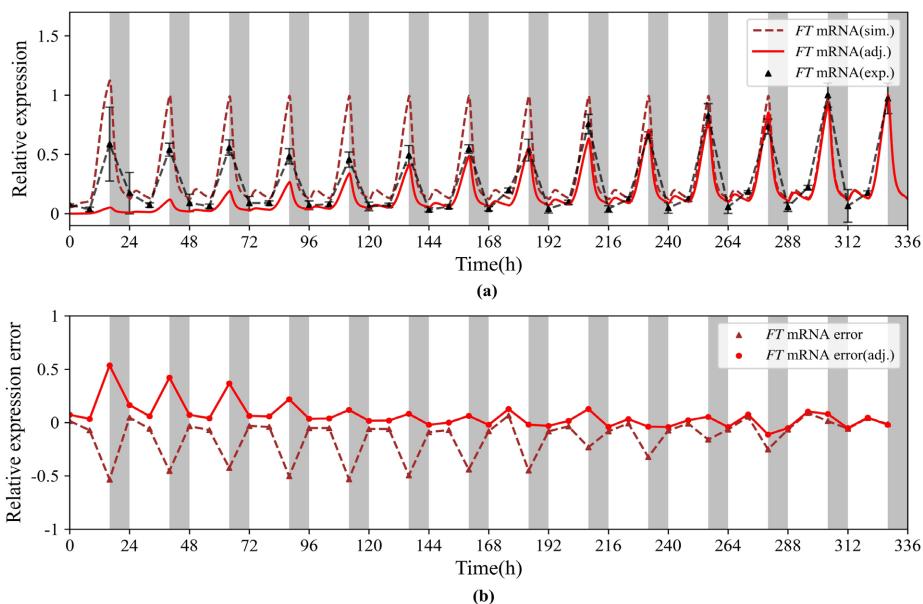 1.5
1.0
0.5
0
Relative expression
FT mRNA(sim.)
FT mRNA(adj.)
FT mRNA(exp.)
0 24 48 72 96 120 144 168 192 216 240 264 288 312 336
Time(h)
(a)
1
0.5
0
-0.5
-1
Relative expression error
FT mRNA error
FT mRNA error(adj.)
0 24 48 72 96 120 144 168 192 216 240 264 288 312 336
Time(h)
(b)